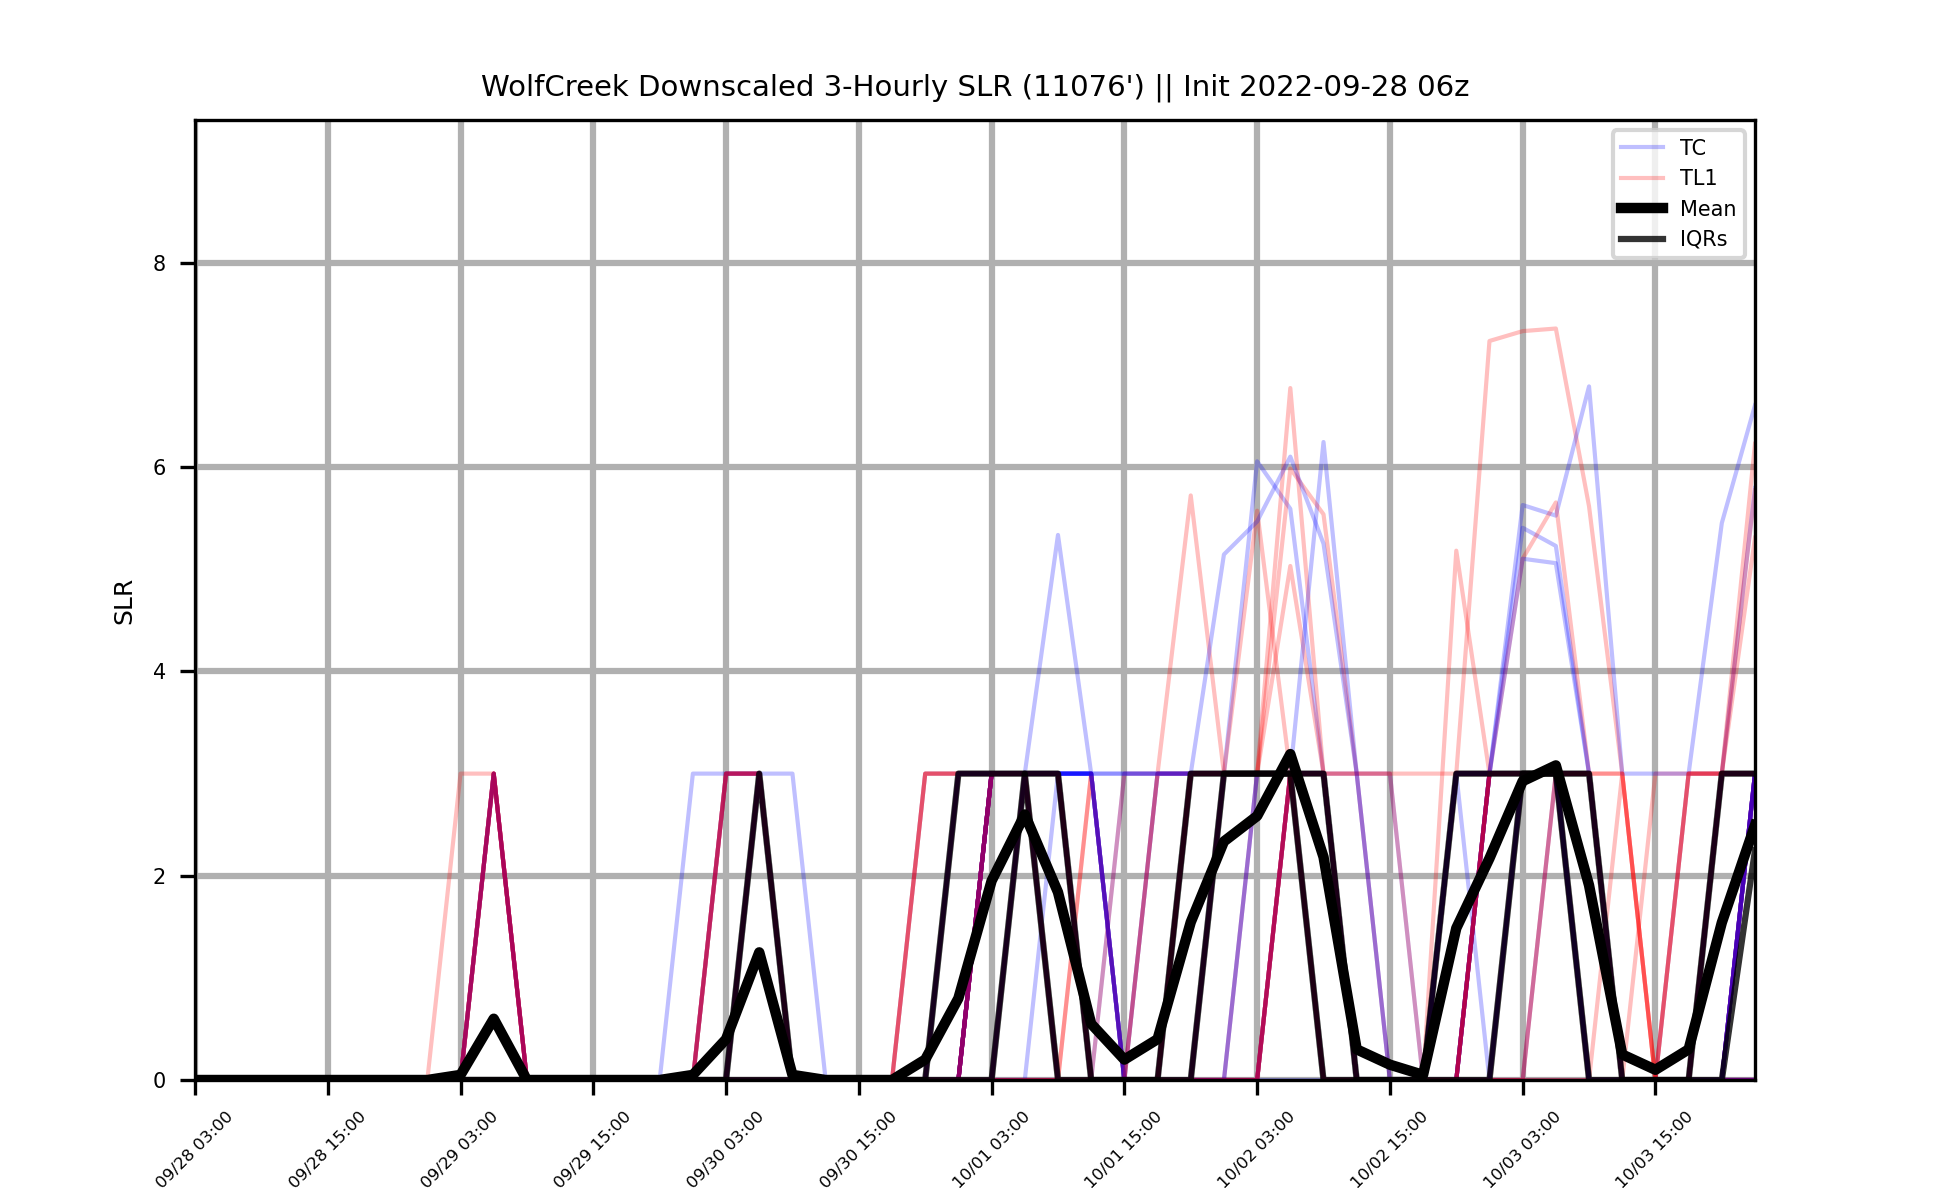 WolfCreek Downscaled 3-Hourly SLR (11076') || Init 2022-09-28 06z
TC
TL1
Mean
IQRs
SLR
8
6
4
2
0
09/28 03:00
09/28 15:00
09/29 03:00
09/29 15:00
09/30 03:00
09/30 15:00
10/01 03:00
10/01 15:00
10/02 03:00
10/02 15:00
10/03 03:00
10/03 15:00